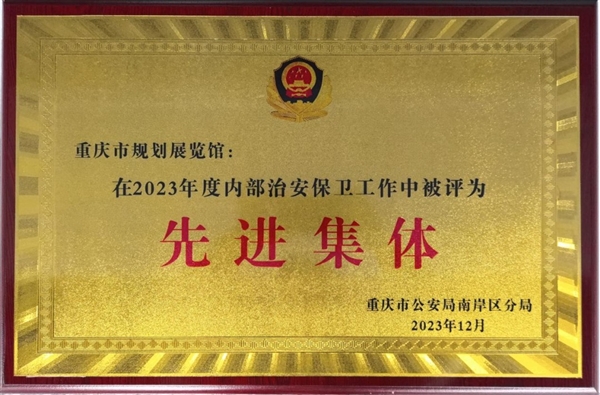 重庆市规划展览馆：
在2023年度内部治安保卫工作中被评为
先进集体
重庆市公安局南岸区分局
2023年12月